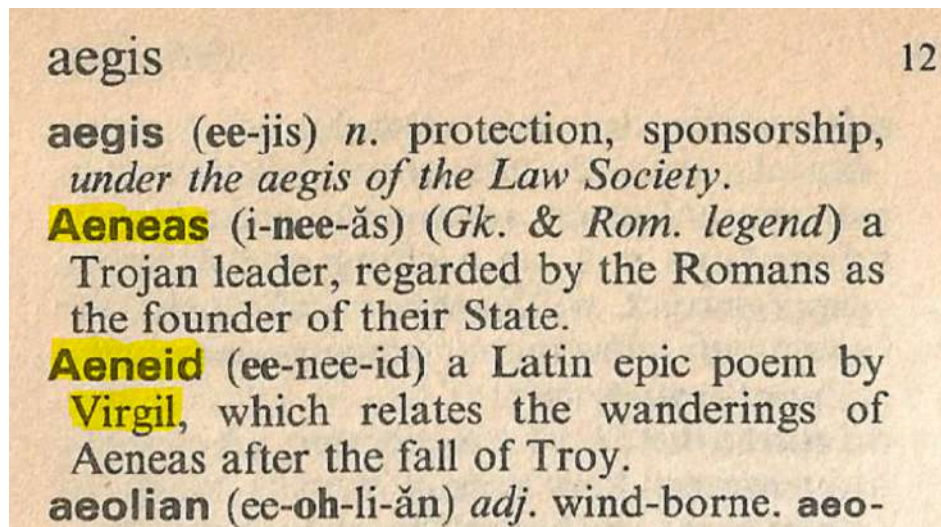 aegis 12
aegis (ee-jis) n. protection, sponsorship,
under the aegis of the Law Society.
Aeneas (i-nee-ăs) (Gk. & Rom. legend) a
Trojan leader, regarded by the Romans as
the founder of their State.
Aeneid (ee-nee-id) a Latin epic poem by
Virgil, which relates the wanderings of
Aeneas after the fall of Troy.
aeolian (ee-oh-li-ăn) adj. wind-borne. aeo-